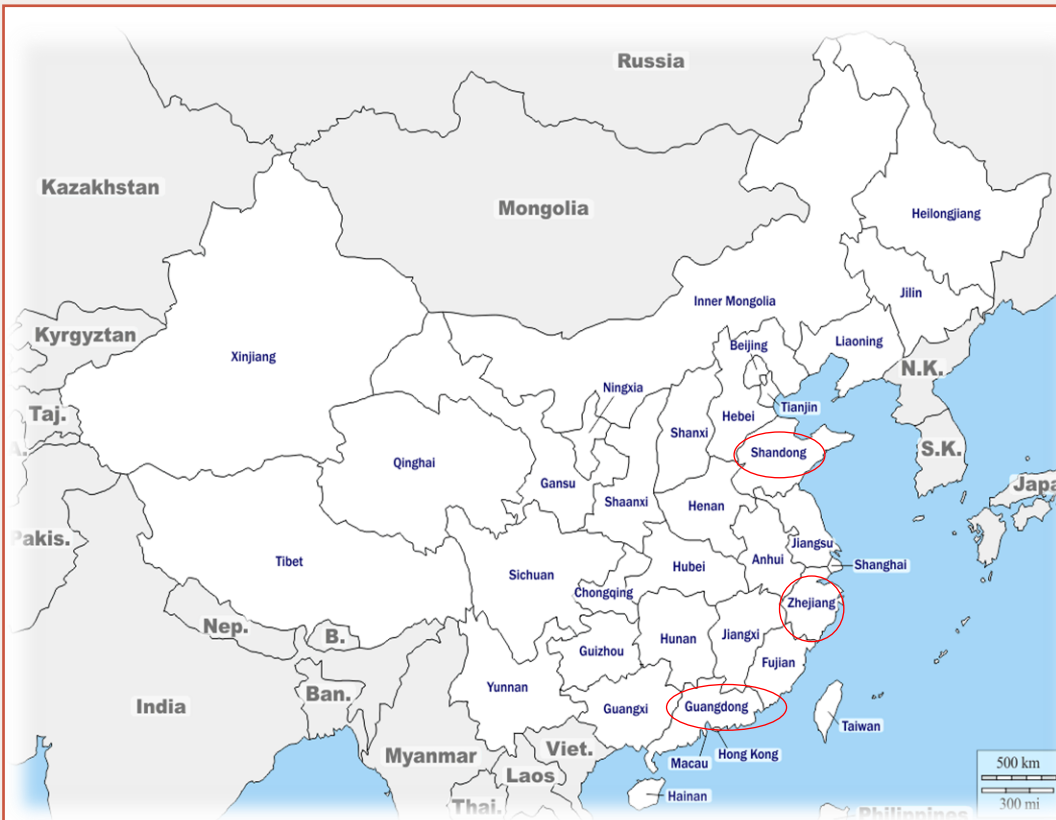 Russia
Kazakhstan
Mongolia
Heilongjiang
Jilin
Inner Mongolia
Kyrgyztan
Liaoning
Beijing
Xinjiang
N.K.
Ningxia
Tianjin
Taj.
Hebei
Shanxi
S.K.
Shandong
Qinghai
Gansu
Japa
Shaanxi
Henan
Pakis.
Jiangsu
Tibet
Anhui
Shanghai
Hubei
Sichuan
Chongqing
Zhejiang
Nep.
B.
Hunan
Jiangxi
Guizhou
Fujian
Yunnan
Ban.
India
Guangxi
Guangdong
Taiwan
Viet.
Myanmar
Hong Kong
Macau
500 km
Laos
Hainan
300 mi
Thai.
Philippines